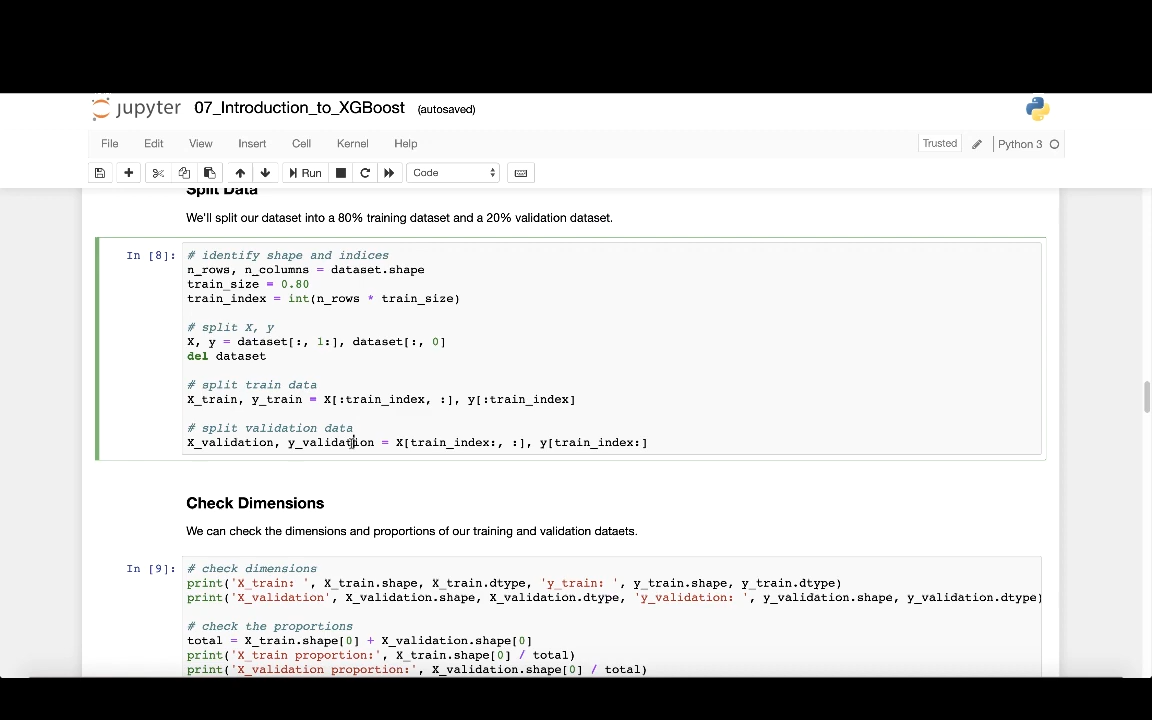 jupyter 07_Introduction_to_XGBoost (autosaved)
File Edit View Insert Cell Kernel Help
Trusted Python 3
Run Code
Split Data
We'll split our dataset into a 80% training dataset and a 20% validation dataset.
In [8]: # identify shape and indices
n_rows, n_columns = dataset.shape
train_size = 0.80
train_index = int(n_rows * train_size)
# split X, y
X, y = dataset[:, 1:], dataset[:, 0]
del dataset
# split train data
X_train, y_train = X[:train_index, :], y[:train_index]
# split validation data
X_validation, y_validation = X[train_index:, :], y[train_index:]
Check Dimensions
We can check the dimensions and proportions of our training and validation dataets.
In [9]: # check dimensions
print('X_train: ', X_train.shape, X_train.dtype, 'y_train: ', y_train.shape, y_train.dtype)
print('X_validation', X_validation.shape, X_validation.dtype, 'y_validation: ', y_validation.shape, y_validation.dtype)
# check the proportions
total = X_train.shape[0] + X_validation.shape[0]
print('X_train proportion:', X_train.shape[0] / total)
print('X_validation proportion:', X_validation.shape[0] / total)